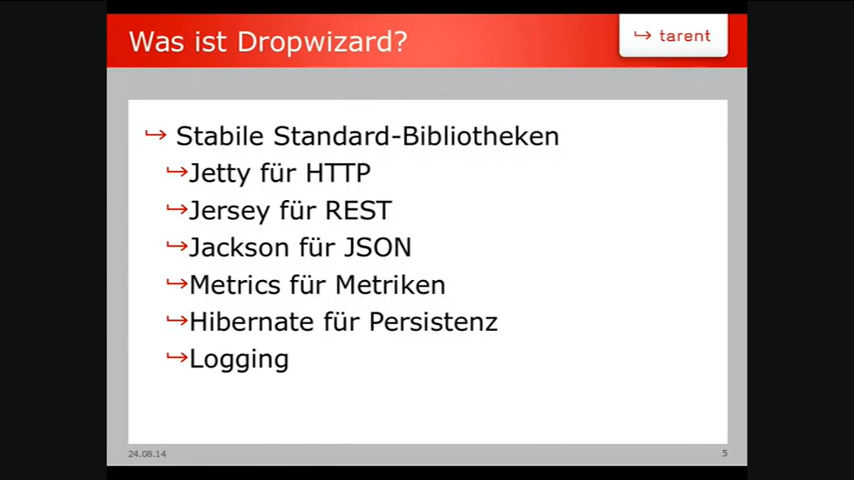 Was ist Dropwizard?
↪ tarent
↪ Stabile Standard-Bibliotheken
↪Jetty für HTTP
↪Jersey für REST
↪Jackson für JSON
↪Metrics für Metriken
↪Hibernate für Persistenz
↪Logging
24.08.14
5